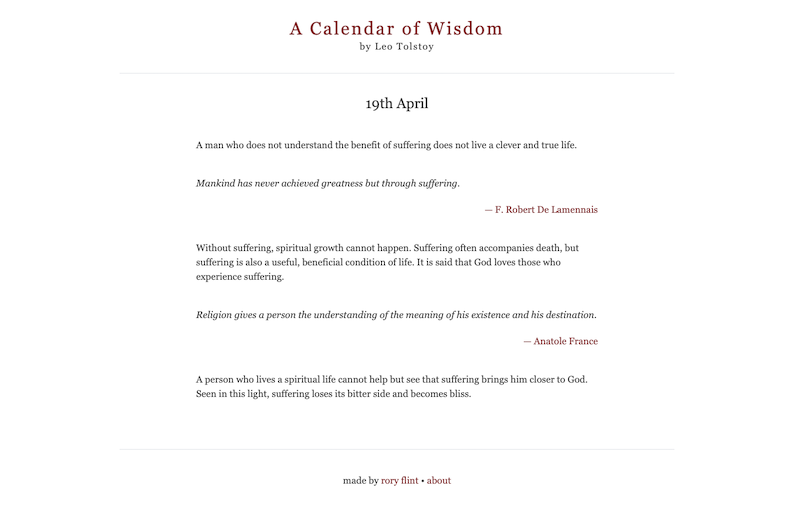 A Calendar of Wisdom
by Leo Tolstoy
19th April
A man who does not understand the benefit of suffering does not live a clever and true life.
Mankind has never achieved greatness but through suffering.
— F. Robert De Lamennais
Without suffering, spiritual growth cannot happen. Suffering often accompanies death, but
suffering is also a useful, beneficial condition of life. It is said that God loves those who
experience suffering.
Religion gives a person the understanding of the meaning of his existence and his destination.
— Anatole France
A person who lives a spiritual life cannot help but see that suffering brings him closer to God.
Seen in this light, suffering loses its bitter side and becomes bliss.
made by rory flint • about